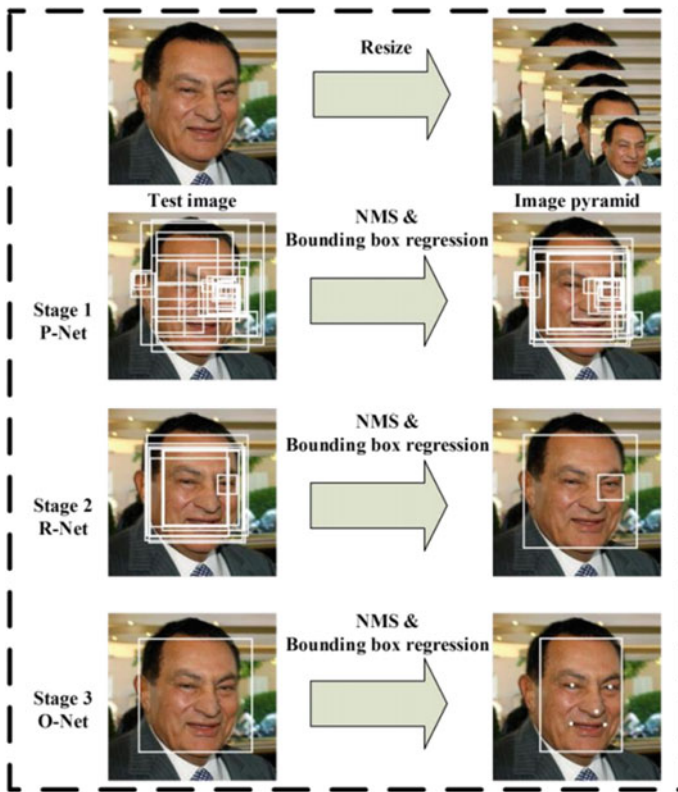 Resize
Test image
Image pyramid
NMS &
Bounding box regression
Stage 1
P-Net
NMS &
Bounding box regression
Stage 2
R-Net
NMS &
Bounding box regression
Stage 3
O-Net